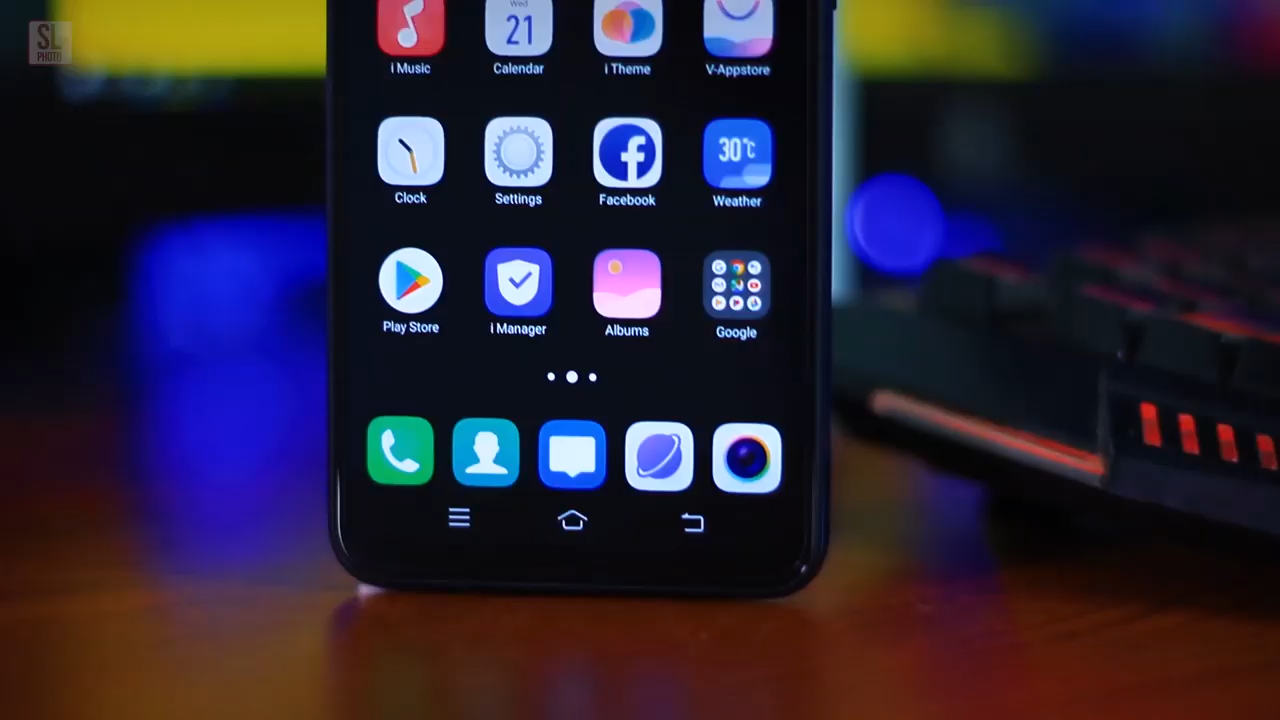 SL
PHOTO
Wed
21
i Music
Calendar
i Theme
V-Appstore
30°C
Clock
Settings
Facebook
Weather
Play Store
i Manager
Albums
Google